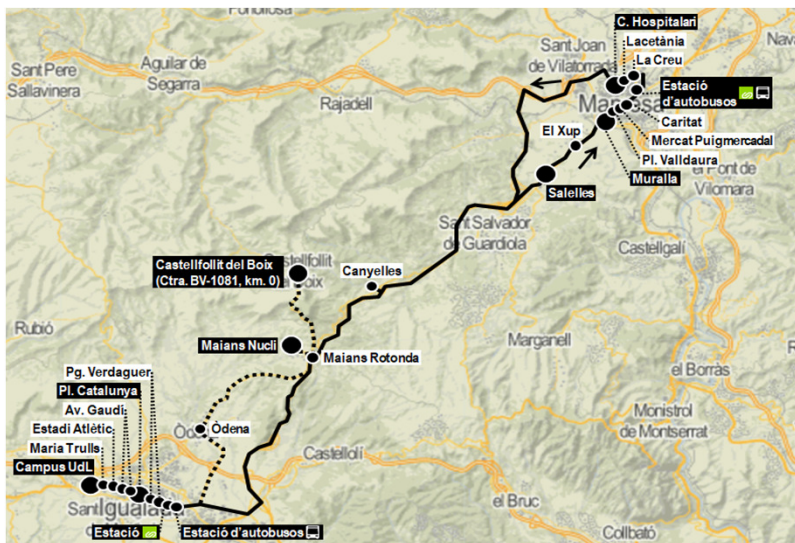 Fonollosa
C. Hospitalari
Sant Joan
de Vilatorrada
Lacetània
La Creu
Nava
Sant Pere
Sallavinera
Aguilar de
Segarra
Rajadell
Manresa
Estació
d'autobusos
Caritat
El Xup
Mercat Puigmercadal
Pl. Valldaura
Muralla
el Pont de
Vilomara
Salelles
Sant Salvador
de Guardiola
Castellgalí
Castellfollit del Boix
(Ctra. BV-1081, km. 0)
Canyelles
Rubió
Maians Nucli
Maians Rotonda
Marganell
el Borràs
Pg. Verdaguer
Pl. Catalunya
Av. Gaudí
Estadi Atlètic
Maria Trulls
Campus UdL
Òdena
Monistrol
de Montserrat
Castellolí
Igualada
el Bruc
Estació
Estació d'autobusos
Collbató